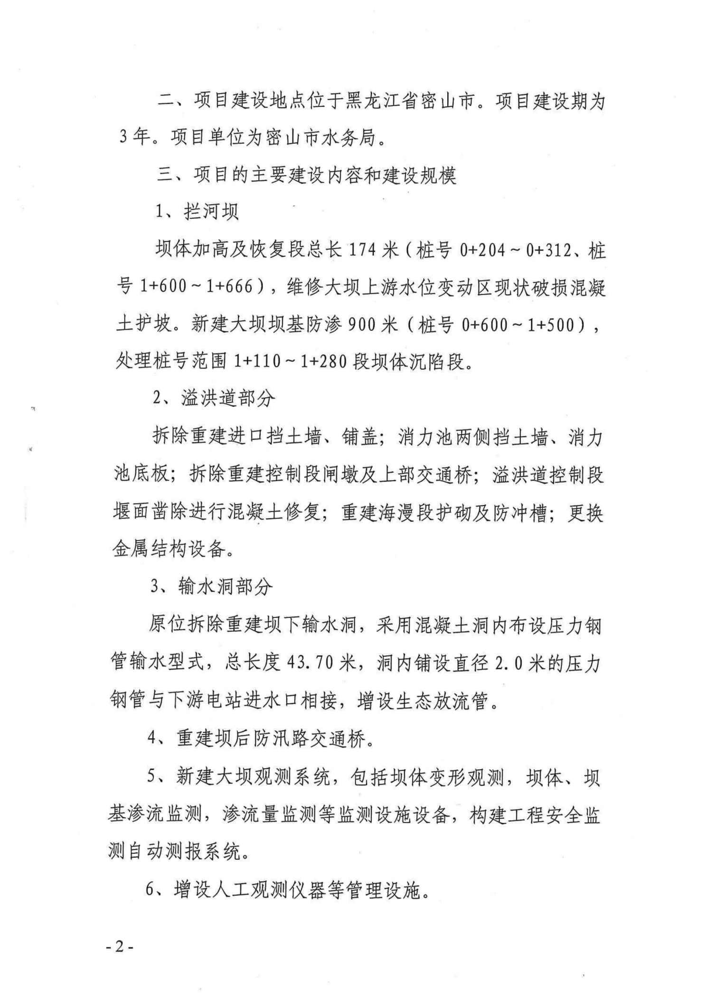 二、项目建设地点位于黑龙江省密山市。项目建设期为
3年。项目单位为密山市水务局。
三、项目的主要建设内容和建设规模
1、拦河坝
坝体加高及恢复段总长174米（桩号0+204～0+312、桩
号1+600～1+666），维修大坝上游水位变动区现状破损混凝
土护坡。新建大坝坝基防渗900米（桩号0+600～1+500），
处理桩号范围1+110～1+280段坝体沉陷段。
2、溢洪道部分
拆除重建进口挡土墙、铺盖；消力池两侧挡土墙、消力
池底板；拆除重建控制段闸墩及上部交通桥；溢洪道控制段
堰面凿除进行混凝土修复；重建海漫段护砌及防冲槽；更换
金属结构设备。
3、输水洞部分
原位拆除重建坝下输水洞，采用混凝土洞内布设压力钢
管输水型式，总长度43.70米，洞内铺设直径2.0米的压力
钢管与下游电站进水口相接，增设生态放流管。
4、重建坝后防汛路交通桥。
5、新建大坝观测系统，包括坝体变形观测，坝体、坝
基渗流监测，渗流量监测等监测设施设备，构建工程安全监
测自动测报系统。
6、增设人工观测仪器等管理设施。
- 2 -